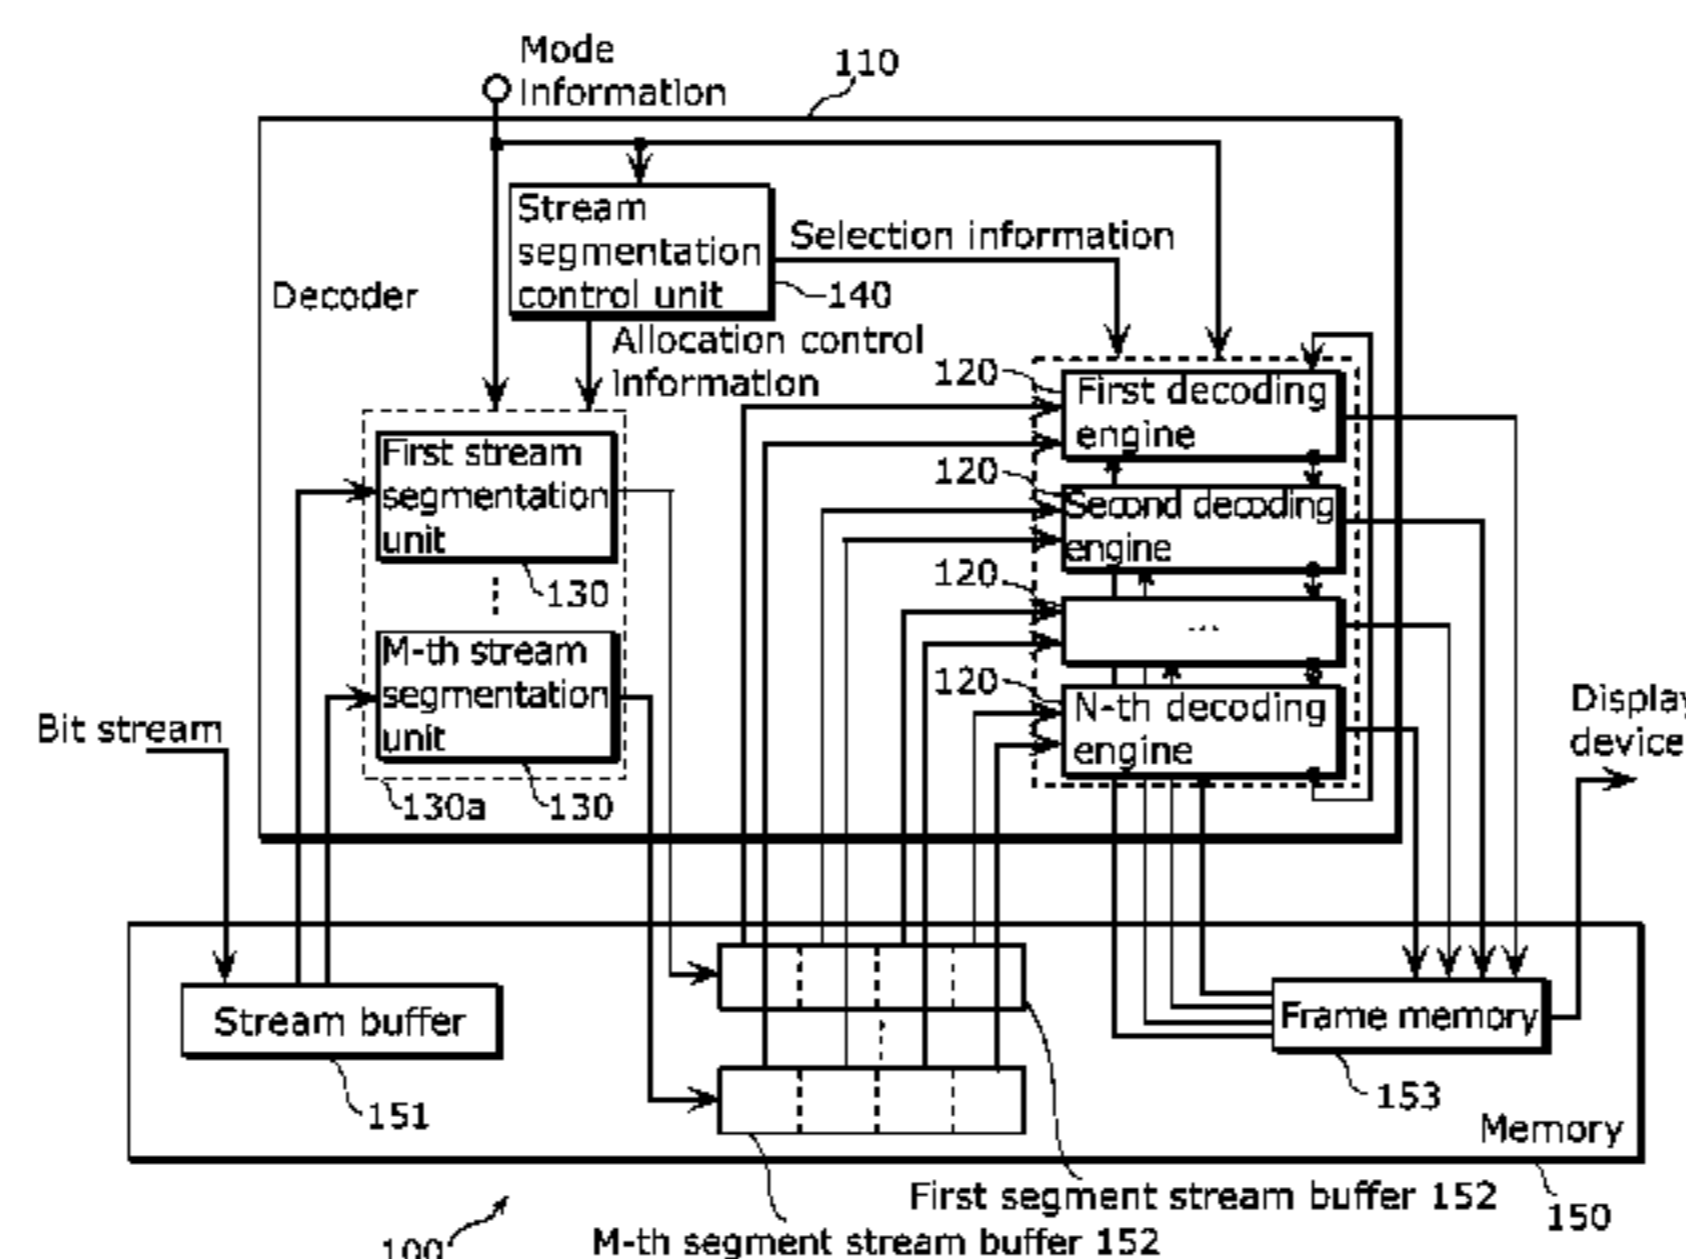 Mode
Information
110
Stream
segmentation
control unit
Selection information
140
Decoder
Allocation control
Information
120
First decoding
engine
First stream
segmentation
unit
120
Second decoding
engine
130
120
...
M-th stream
segmentation
unit
120
N-th decoding
engine
Display
device
Bit stream
130a
130
Stream buffer
Frame memory
151
153
Memory
First segment stream buffer 152
150
M-th segment stream buffer 152
100